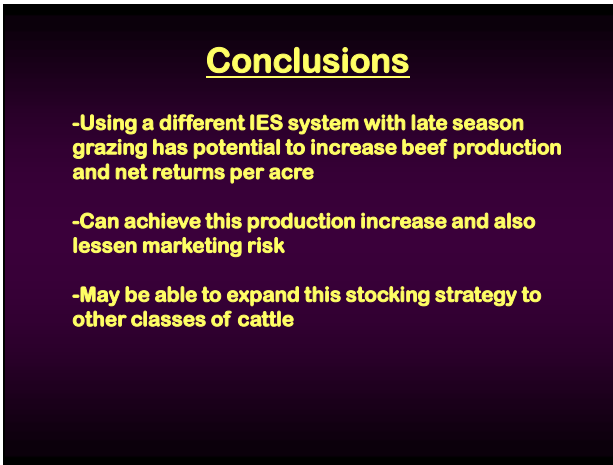 Conclusions
-Using a different IES system with late season
grazing has potential to increase beef production
and net returns per acre
-Can achieve this production increase and also
lessen marketing risk
-May be able to expand this stocking strategy to
other classes of cattle